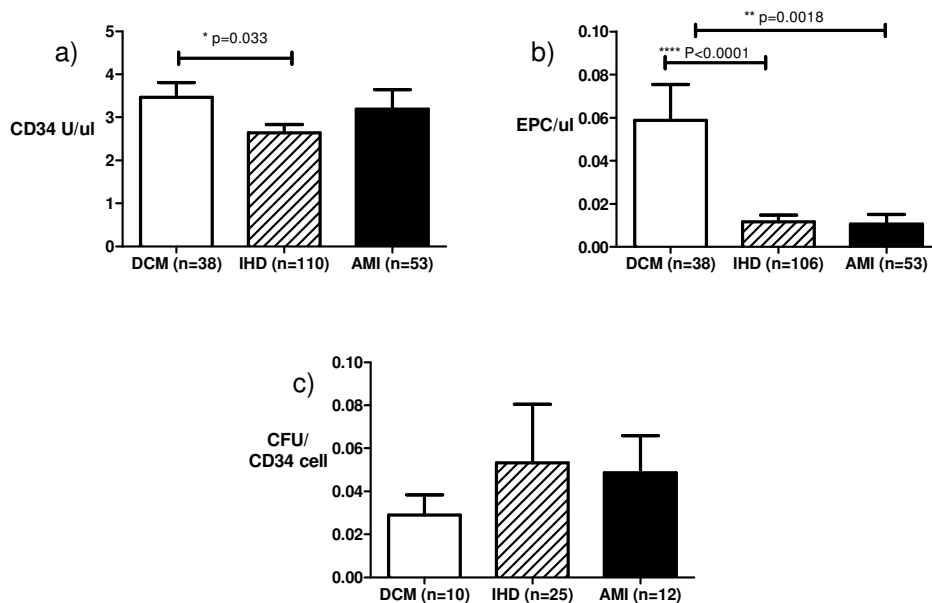 a)
* p=0.033
CD34 U/ul
5
4
3
2
1
0
DCM (n=38) IHD (n=110) AMI (n=53)
b)
** p=0.0018
**** P<0.0001
EPC/ul
0.10
0.08
0.06
0.04
0.02
0.00
DCM (n=38) IHD (n=106) AMI (n=53)
c)
CFU/
CD34 cell
0.10
0.08
0.06
0.04
0.02
0.00
DCM (n=10) IHD (n=25) AMI (n=12)